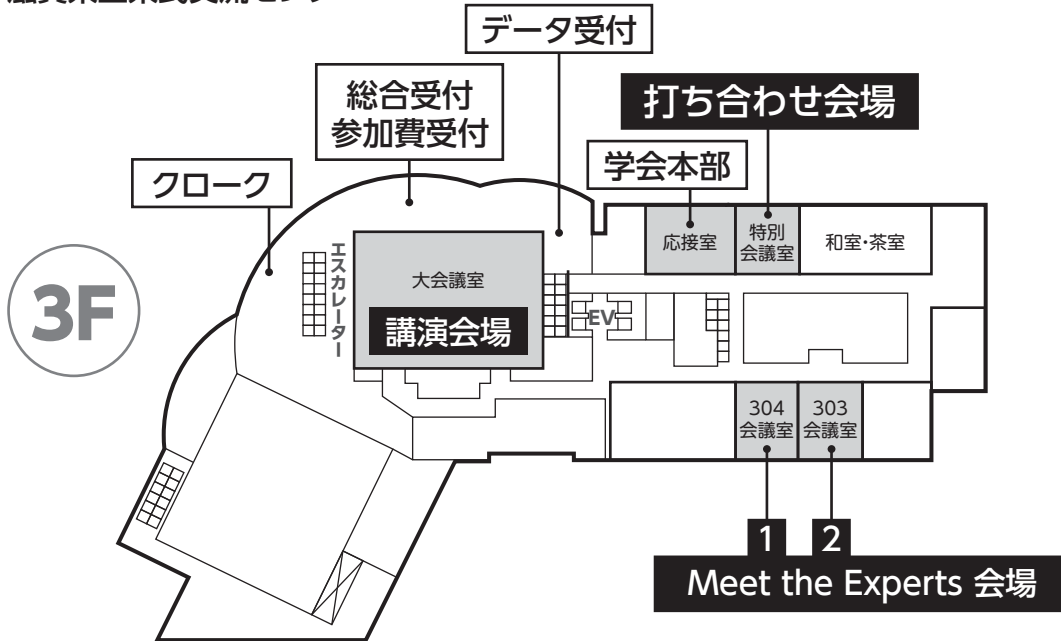 データ受付
総合受付
参加費受付
打ち合わせ会場
学会本部
クローク
応接室
特別
会議室
和室・茶室
エスカレーター
大会議室
講演会場
EV
3F
304
会議室
303
会議室
1
2
Meet the Experts 会場